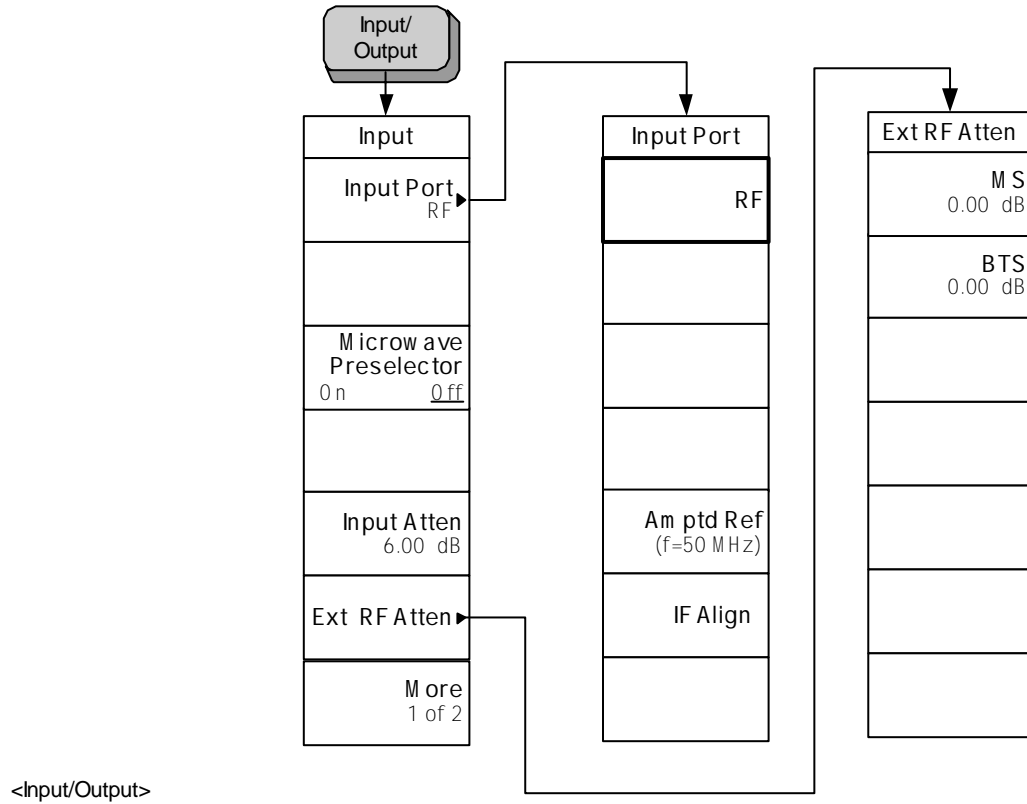 Input/
Output
Input
Input Port
RF
Microwave
Preselector
On Off
Input Atten
6.00 dB
Ext RF Atten
More
1 of 2
Input Port
RF
Amptd Ref
(f=50 MHz)
IF Align
Ext RF Atten
MS
0.00 dB
BTS
0.00 dB
<Input/Output>